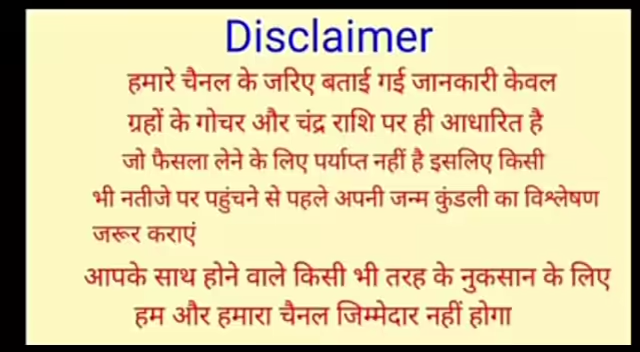 Disclaimer
हमारे चैनल के जरिए बताई गई जानकारी केवल
ग्रहों के गोचर और चंद्र राशि पर ही आधारित है
जो फैसला लेने के लिए पर्याप्त नहीं है इसलिए किसी
भी नतीजे पर पहुंचने से पहले अपनी जन्म कुंडली का विश्लेषण
जरूर कराएं
आपके साथ होने वाले किसी भी तरह के नुकसान के लिए
हम और हमारा चैनल जिम्मेदार नहीं होगा